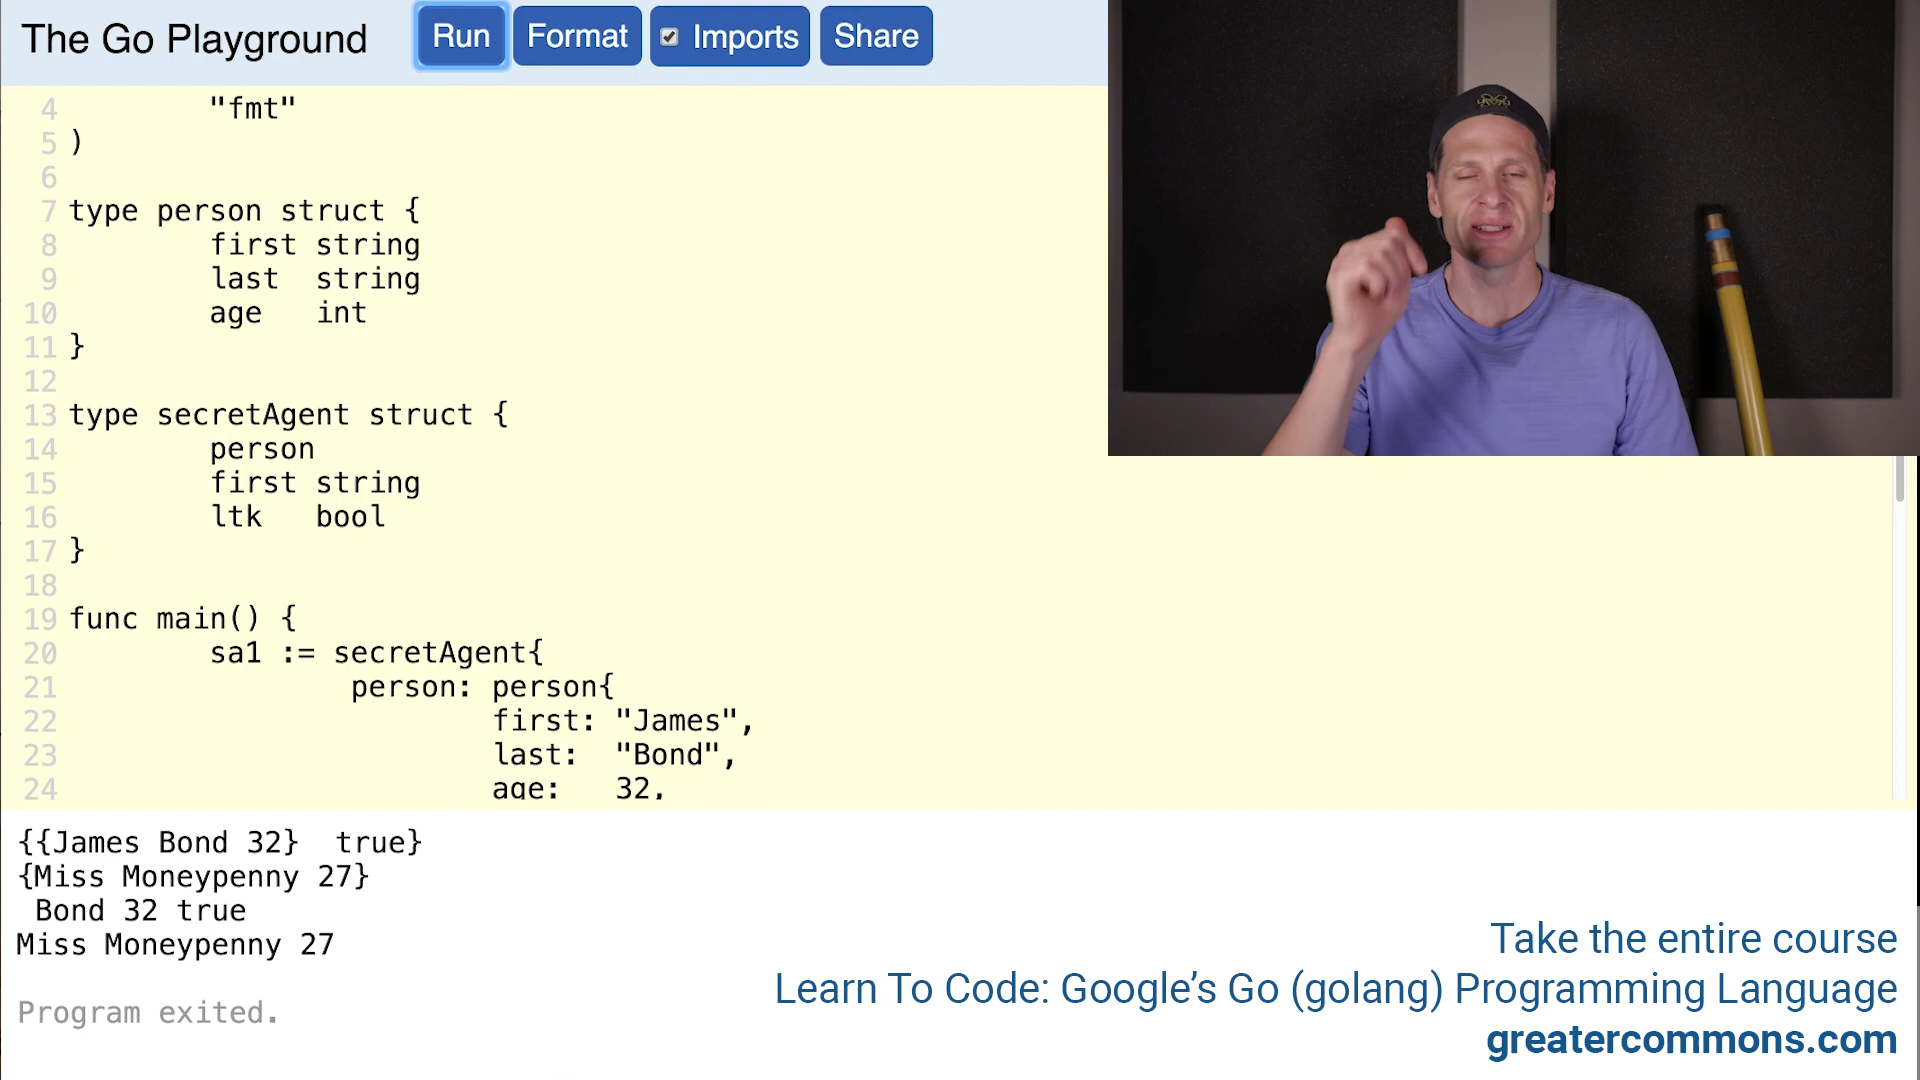 The Go Playground Run Format Imports Share
4 "fmt"
5 )
6
7 type person struct {
8 first string
9 last string
10 age int
11 }
12
13 type secretAgent struct {
14 person
15 first string
16 ltk bool
17 }
18
19 func main() {
20 sa1 := secretAgent{
21 person: person{
22 first: "James",
23 last: "Bond",
24 age: 32,
{{James Bond 32}  true}
{Miss Moneypenny 27}
 Bond 32 true
Miss Moneypenny 27
Program exited.
Take the entire course
Learn To Code: Google’s Go (golang) Programming Language
greatercommons.com